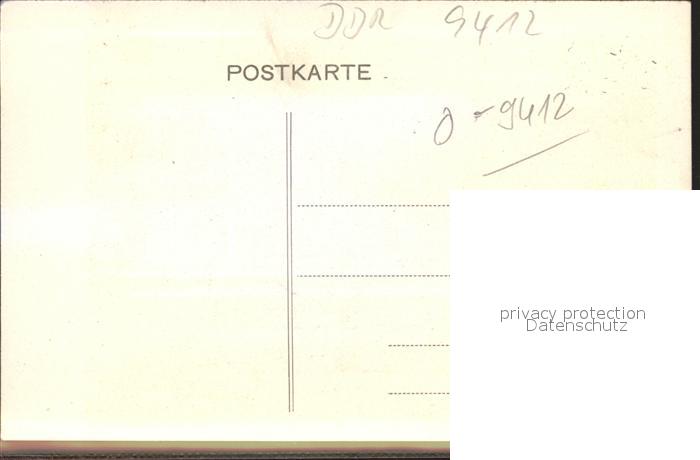 DDR 9412
POSTKARTE
O-9412
privacy protection
Datenschutz